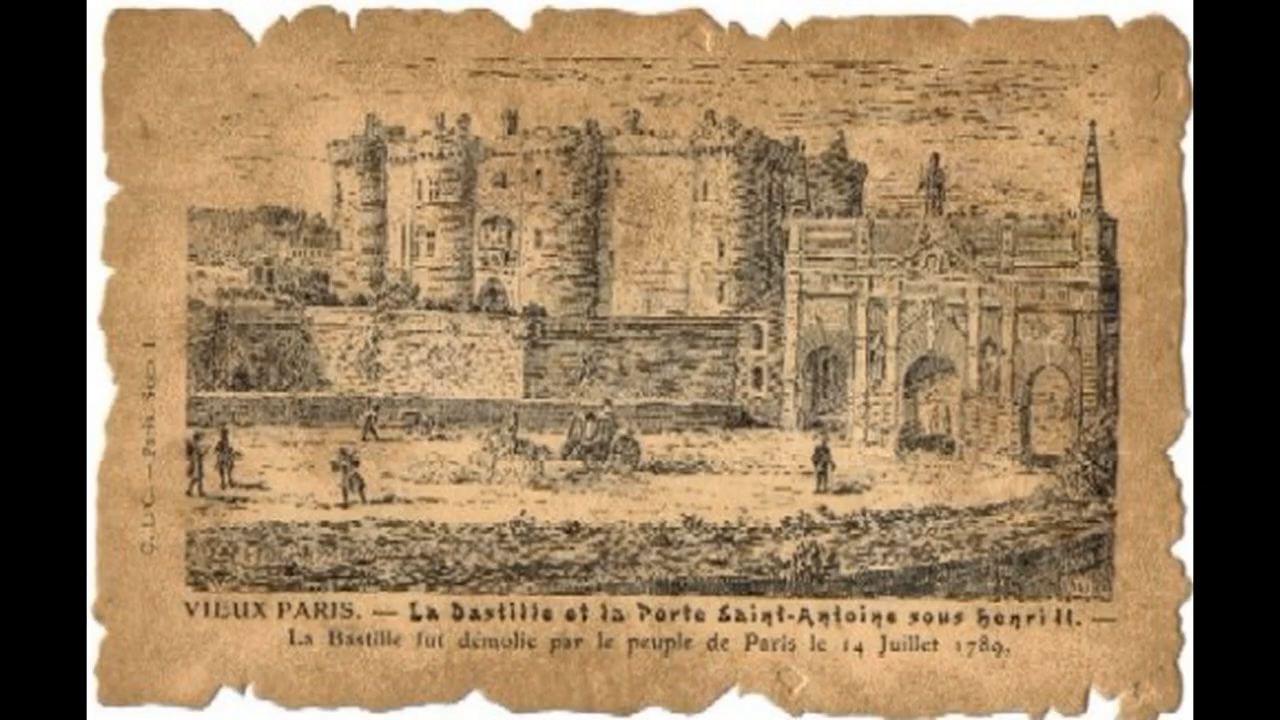 VIEUX PARIS. — La Bastille et la Porte Saint-Antoine sous Henri II. —
La Bastille fut démolie par le peuple de Paris le 14 Juillet 1789.
Paris